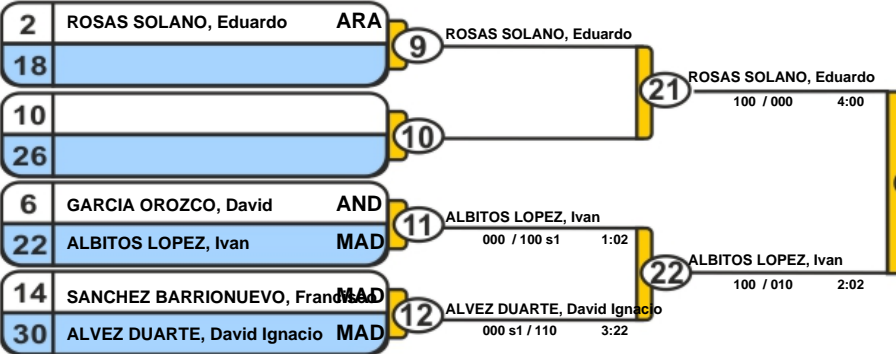 2 ROSAS SOLANO, Eduardo ARA
18
9
ROSAS SOLANO, Eduardo
10
26
10
21
ROSAS SOLANO, Eduardo
100 / 000 4:00
6 GARCIA OROZCO, David AND
22 ALBITOS LOPEZ, Ivan MAD
11
ALBITOS LOPEZ, Ivan
000 / 100 s1 1:02
14 SANCHEZ BARRIONUEVO, Francisco MAD
30 ALVEZ DUARTE, David Ignacio MAD
12
ALVEZ DUARTE, David Ignacio
000 s1 / 110 3:22
22
ALBITOS LOPEZ, Ivan
100 / 010 2:02